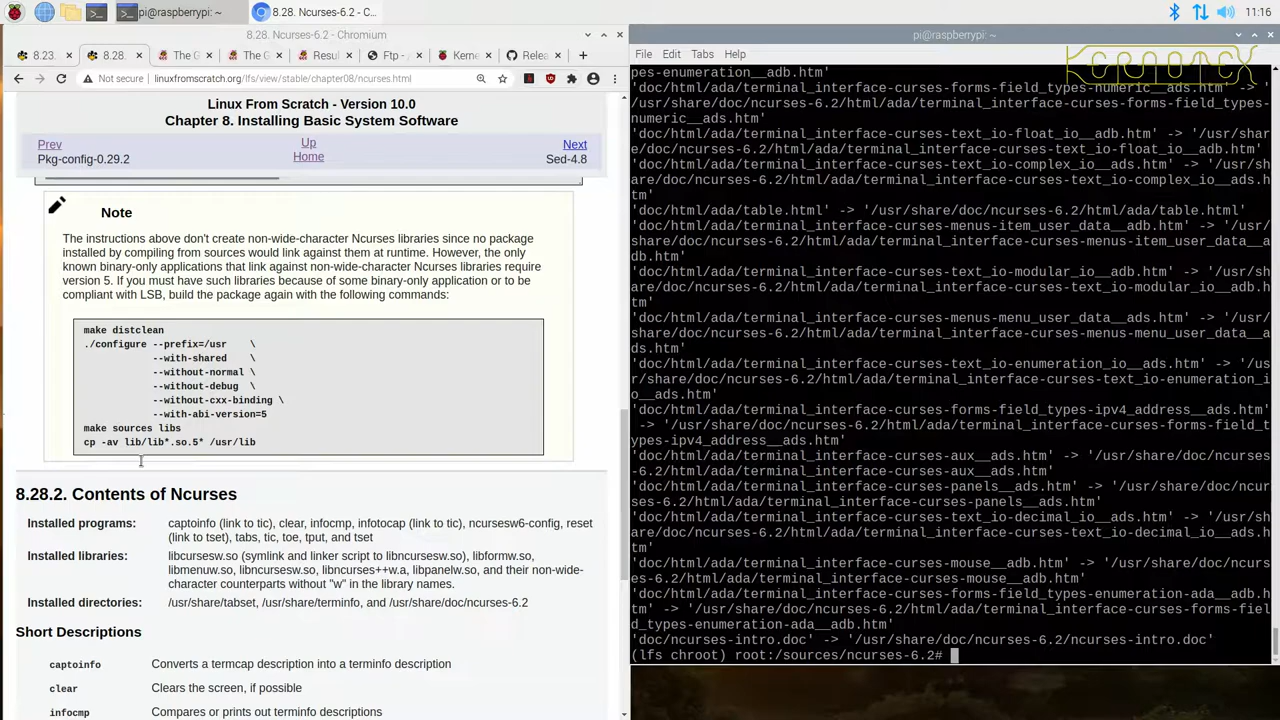 pi@raspberrypi: ~
8.28. Ncurses-6.2 - C...
11:16
8.28. Ncurses-6.2 - Chromium
pi@raspberrypi: ~
8.23.
8.28.
The G
The G
Resul
Ftp -
Kerne
Relea
File Edit Tabs Help
Not secure | linuxfromscratch.org/lfs/view/stable/chapter08/ncurses.html
Linux From Scratch - Version 10.0
Chapter 8. Installing Basic System Software
Prev
Up
Next
Pkg-config-0.29.2
Home
Sed-4.8
Note
The instructions above don't create non-wide-character Ncurses libraries since no package
installed by compiling from sources would link against them at runtime. However, the only
known binary-only applications that link against non-wide-character Ncurses libraries require
version 5. If you must have such libraries because of some binary-only application or to be
compliant with LSB, build the package again with the following commands:
make distclean
./configure --prefix=/usr \
--with-shared \
--without-normal \
--without-debug \
--without-cxx-binding \
--with-abi-version=5
make sources libs
cp -av lib/lib*.so.5* /usr/lib
8.28.2. Contents of Ncurses
Installed programs: captoinfo (link to tic), clear, infocmp, infotocap (link to tic), ncursesw6-config, reset
(link to tset), tabs, tic, toe, tput, and tset
Installed libraries: libcursesw.so (symlink and linker script to libncursesw.so), libformw.so,
libmenuw.so, libncursesw.so, libncurses++w.a, libpanelw.so, and their non-wide-
character counterparts without "w" in the library names.
Installed directories: /usr/share/tabset, /usr/share/terminfo, and /usr/share/doc/ncurses-6.2
Short Descriptions
captoinfo Converts a termcap description into a terminfo description
clear Clears the screen, if possible
infocmp Compares or prints out terminfo descriptions
pes-enumeration__adb.htm'
'doc/html/ada/terminal_interface-curses-forms-field_types-numeric__ads.htm' -> '
/usr/share/doc/ncurses-6.2/html/ada/terminal_interface-curses-forms-field_types-
numeric__ads.htm'
'doc/html/ada/terminal_interface-curses-text_io-float_io__adb.htm' -> '/usr/shar
e/doc/ncurses-6.2/html/ada/terminal_interface-curses-text_io-float_io__adb.htm'
'doc/html/ada/terminal_interface-curses-text_io-complex_io__ads.htm' -> '/usr/sh
are/doc/ncurses-6.2/html/ada/terminal_interface-curses-text_io-complex_io__ads.h
tm'
'doc/html/ada/table.html' -> '/usr/share/doc/ncurses-6.2/html/ada/table.html'
'doc/html/ada/terminal_interface-curses-menus-item_user_data__adb.htm' -> '/usr/
share/doc/ncurses-6.2/html/ada/terminal_interface-curses-menus-item_user_data__a
db.htm'
'doc/html/ada/terminal_interface-curses-text_io-modular_io__adb.htm' -> '/usr/sh
are/doc/ncurses-6.2/html/ada/terminal_interface-curses-text_io-modular_io__adb.h
tm'
'doc/html/ada/terminal_interface-curses-menus-menu_user_data__ads.htm' -> '/usr/
share/doc/ncurses-6.2/html/ada/terminal_interface-curses-menus-menu_user_data__a
ds.htm'
'doc/html/ada/terminal_interface-curses-text_io-enumeration_io__ads.htm' -> '/us
r/share/doc/ncurses-6.2/html/ada/terminal_interface-curses-text_io-enumeration_i
o__ads.htm'
'doc/html/ada/terminal_interface-curses-forms-field_types-ipv4_address__ads.htm'
-> '/usr/share/doc/ncurses-6.2/html/ada/terminal_interface-curses-forms-field_t
ypes-ipv4_address__ads.htm'
'doc/html/ada/terminal_interface-curses-aux__ads.htm' -> '/usr/share/doc/ncurses
-6.2/html/ada/terminal_interface-curses-aux__ads.htm'
'doc/html/ada/terminal_interface-curses-panels__ads.htm' -> '/usr/share/doc/ncur
ses-6.2/html/ada/terminal_interface-curses-panels__ads.htm'
'doc/html/ada/terminal_interface-curses-text_io-decimal_io__ads.htm' -> '/usr/sh
are/doc/ncurses-6.2/html/ada/terminal_interface-curses-text_io-decimal_io__ads.h
tm'
'doc/html/ada/terminal_interface-curses-mouse__adb.htm' -> '/usr/share/doc/ncurs
es-6.2/html/ada/terminal_interface-curses-mouse__adb.htm'
'doc/html/ada/terminal_interface-curses-forms-field_types-enumeration-ada__adb.h
tm' -> '/usr/share/doc/ncurses-6.2/html/ada/terminal_interface-curses-forms-fiel
d_types-enumeration-ada__adb.htm'
'doc/ncurses-intro.doc' -> '/usr/share/doc/ncurses-6.2/ncurses-intro.doc'
(lfs chroot) root:/sources/ncurses-6.2#